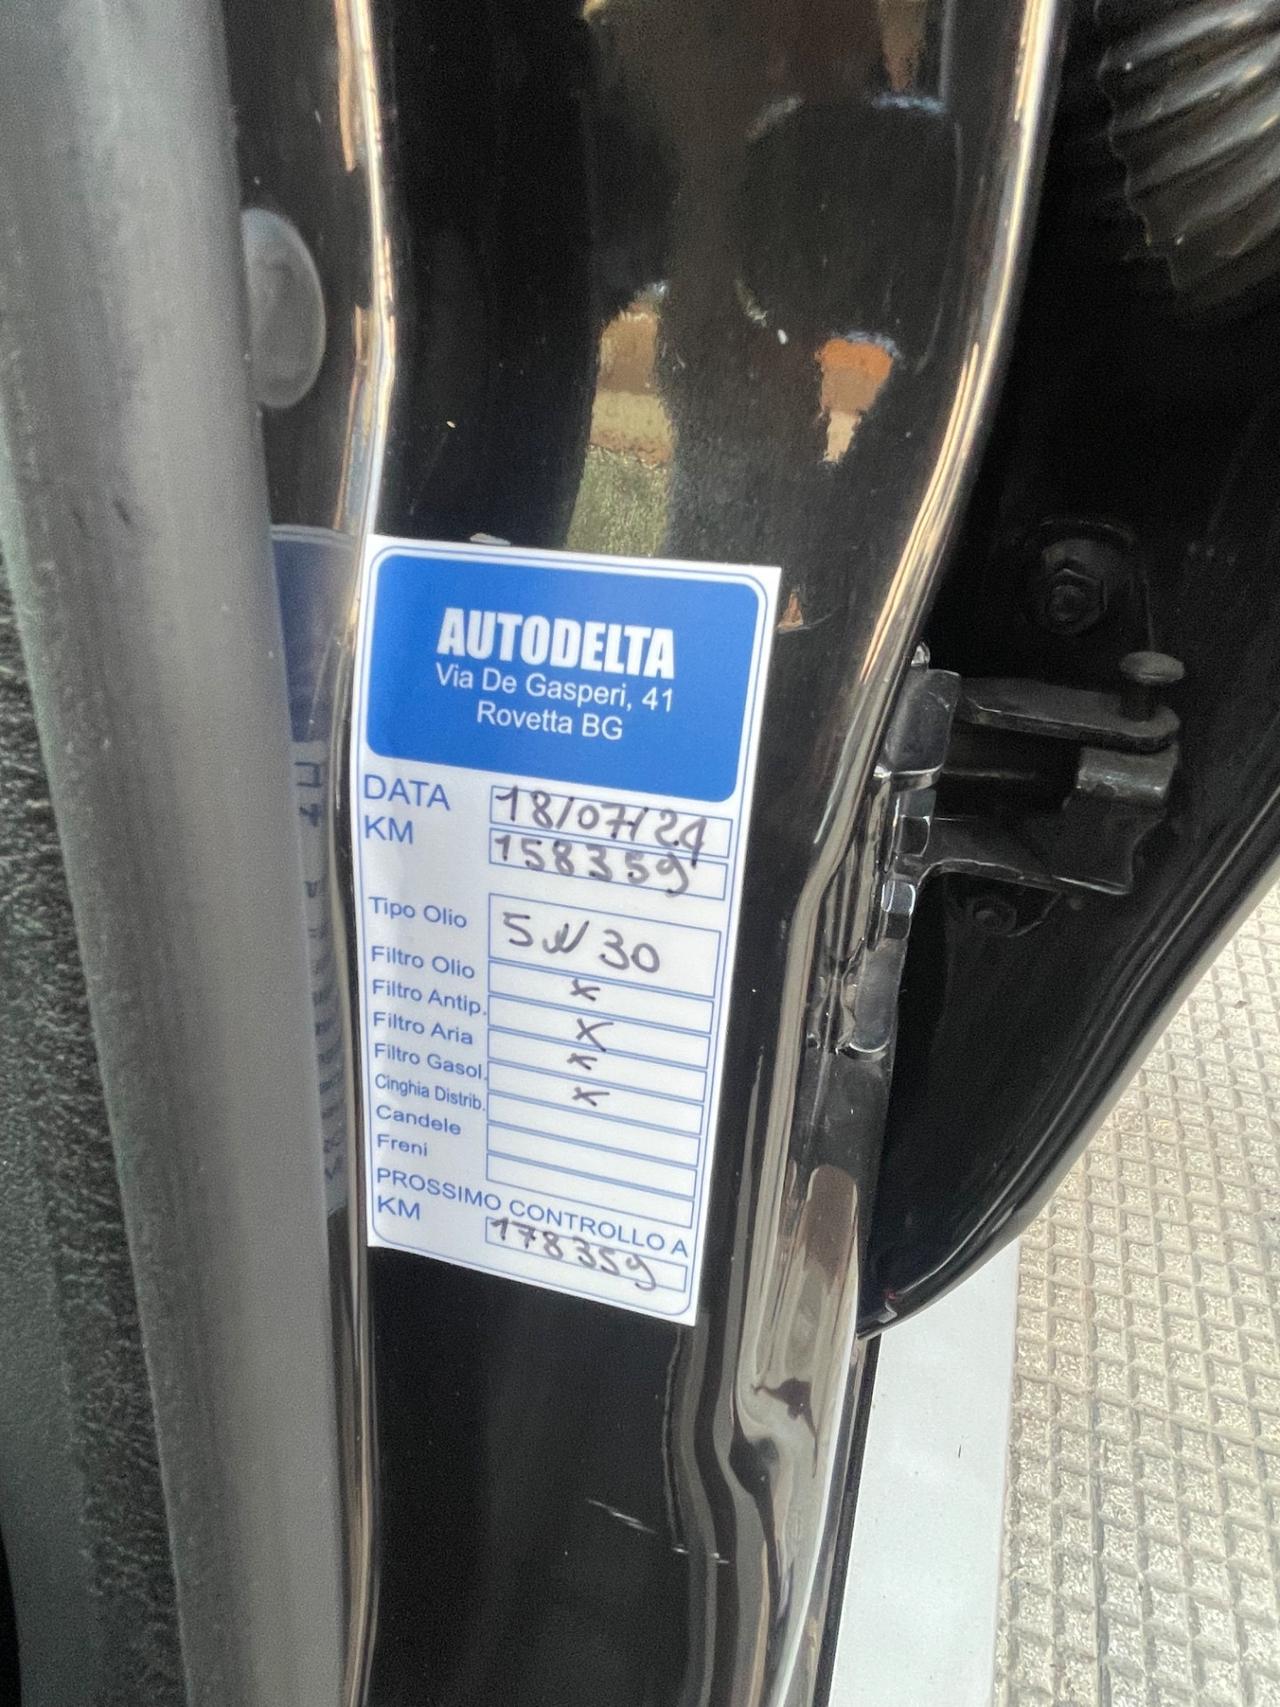 AUTODELTA
Via De Gasperi, 41
Rovetta BG
DATA 18/07/24
KM 158359
Tipo Olio 5W30
Filtro Olio x
Filtro Antip. x
Filtro Aria x
Filtro Gasol. x
Cinghia Distrib.
Candele
Freni
PROSSIMO CONTROLLO A
KM 178359